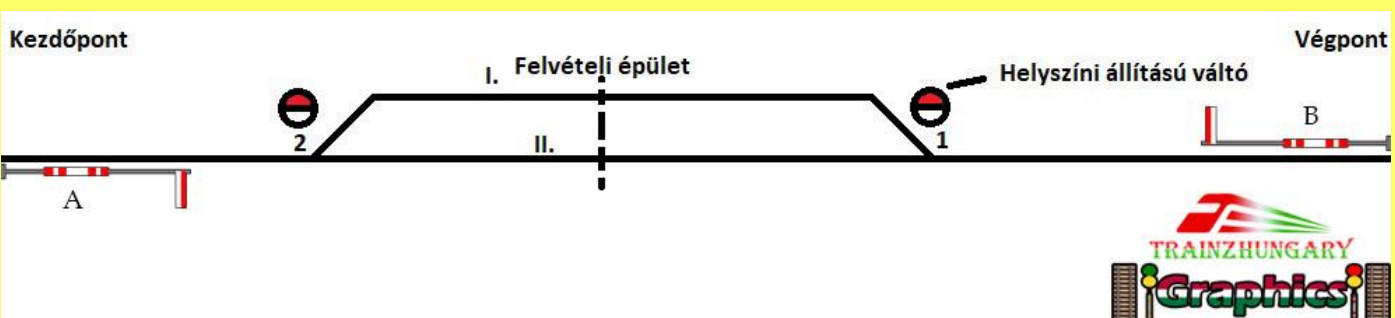 Kezdőpont
Végpont
I. Felvételi épület
Helyszíni állítású váltó
2
II.
1
B
A
TRAINZHUNGARY
Graphics